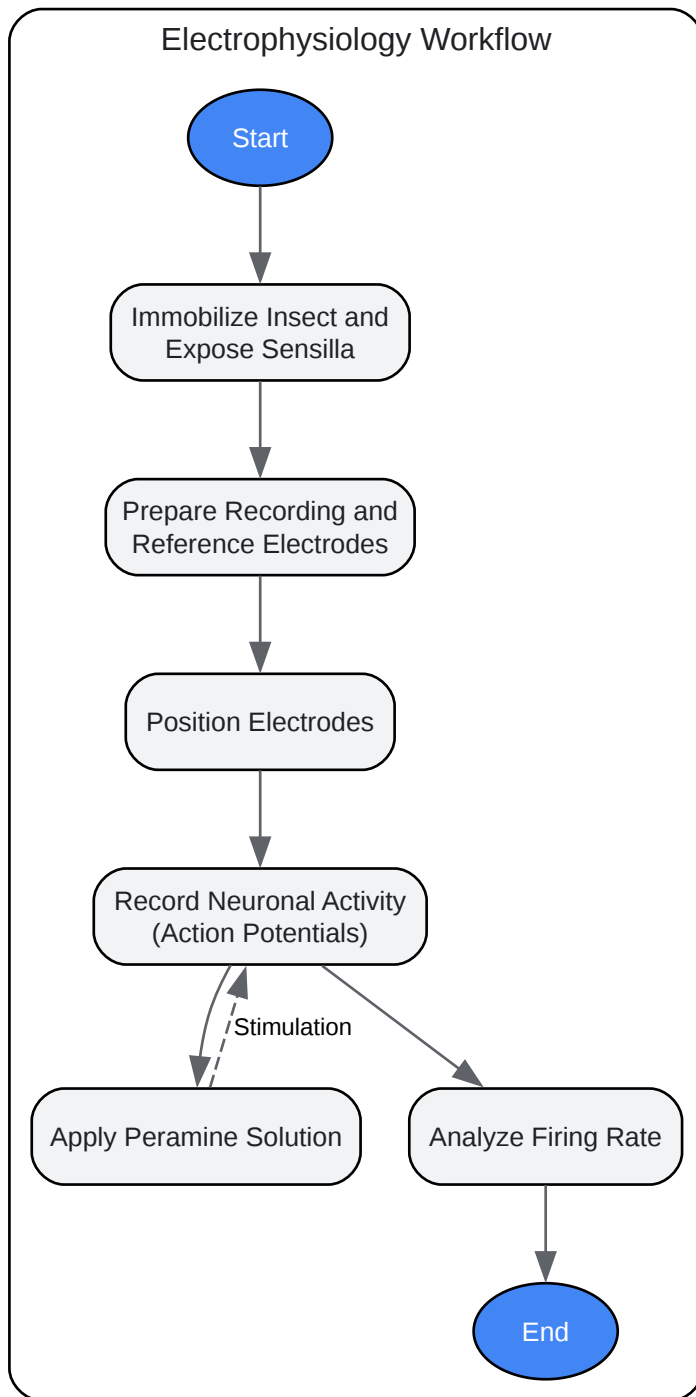 Electrophysiology Workflow
Start
Immobilize Insect and
Expose Sensilla
Prepare Recording and
Reference Electrodes
Position Electrodes
Record Neuronal Activity
(Action Potentials)
Stimulation
Apply Peramine Solution
Analyze Firing Rate
End